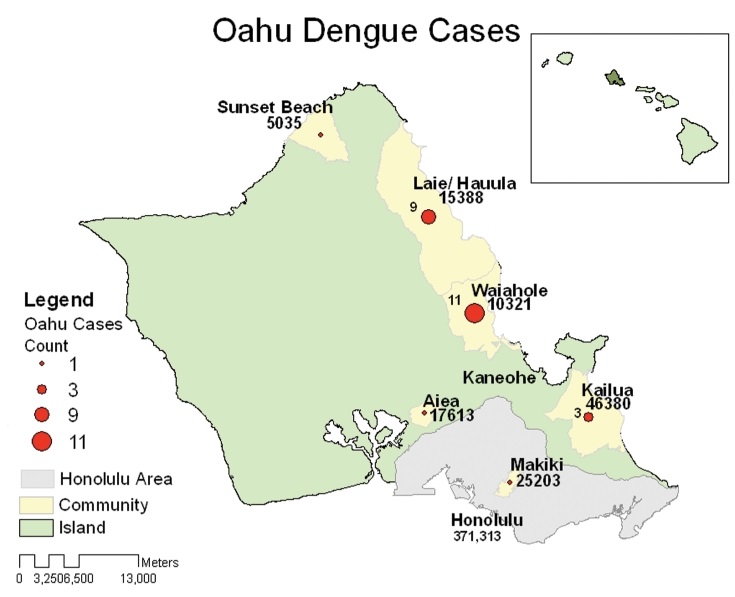 Oahu Dengue Cases
Sunset Beach
5035
Laie/ Hauula
15388
9
Waiahole
11
10321
Kaneohe
Kailua
46380
3
Aiea
17613
Makiki
25203
Honolulu
371,313
Legend
Oahu Cases
Count
1
3
9
11
Honolulu Area
Community
Island
Meters
0 3,2506,500 13,000